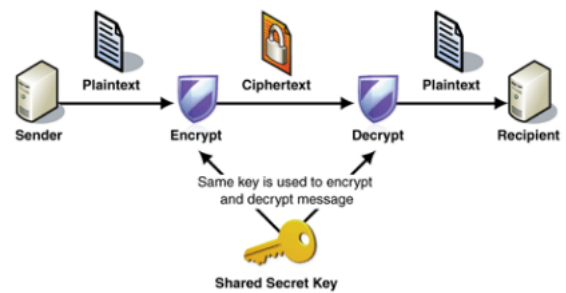 Plaintext
Ciphertext
Plaintext
Sender
Encrypt
Decrypt
Recipient
Same key is used to encrypt
and decrypt message
Shared Secret Key